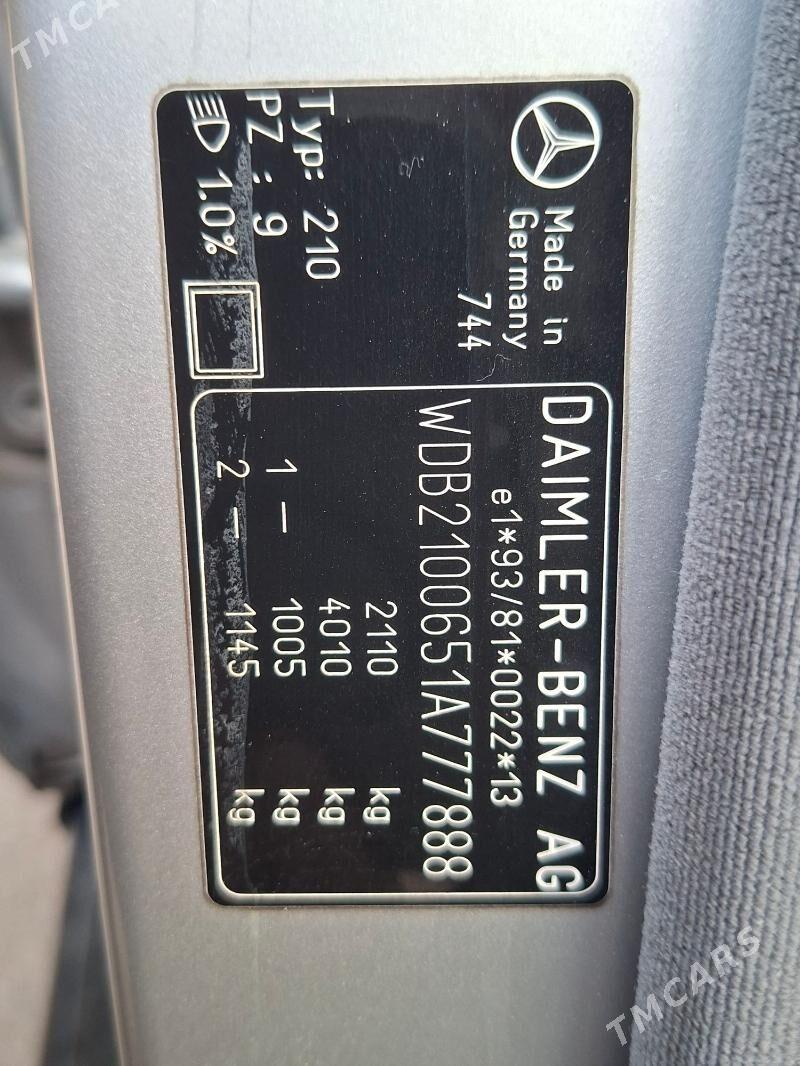 TMCARS
Made in
Germany
744
Typ: 210
PZ : 9
1.0%
DAIMLER-BENZ AG
e1*93/81*0022*13
WDB2100651A777888
2110 kg
4010 kg
1 — 1005 kg
2 — 1145 kg
TMCARS